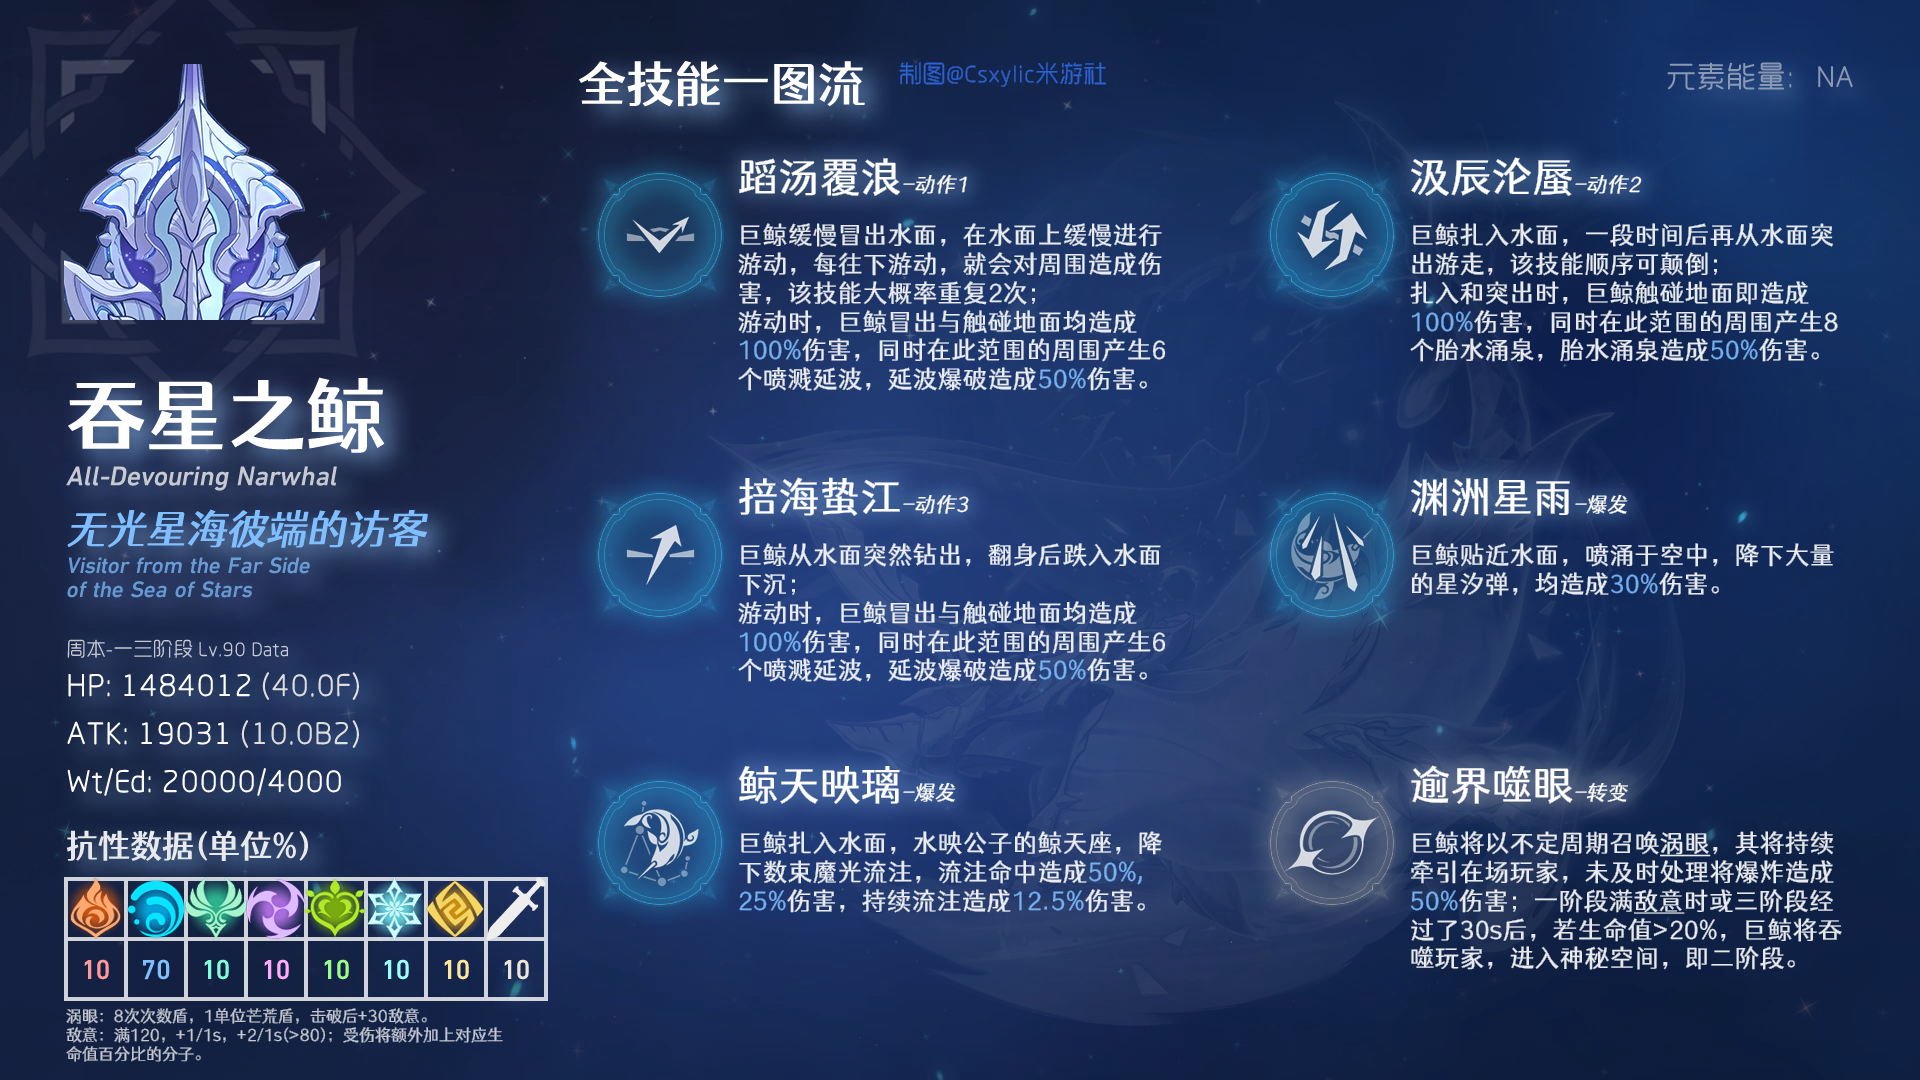 全技能一图流
制图@Csxylic米游社
元素能量： NA
吞星之鲸
All-Devouring Narwhal
无光星海彼端的访客
Visitor from the Far Side
of the Sea of Stars
周本-一三阶段 Lv.90 Data
HP: 1484012 (40.0F)
ATK: 19031 (10.0B2)
Wt/Ed: 20000/4000
抗性数据(单位%)
10 70 10 10 10 10 10 10
涡眼：8次次数盾，1单位芒荒盾，击破后+30敌意。
敌意：满120，+1/1s，+2/1s(>80)；受伤将额外加上对应生
命值百分比的分子。
蹈汤覆浪-动作1
巨鲸缓慢冒出水面，在水面上缓慢进行
游动，每往下游动，就会对周围造成伤
害，该技能大概率重复2次；
游动时，巨鲸冒出与触碰地面均造成
100%伤害，同时在此范围的周围产生6
个喷溅延波，延波爆破造成50%伤害。
汲辰沦蜃-动作2
巨鲸扎入水面，一段时间后再从水面突
出游走，该技能顺序可颠倒；
扎入和突出时，巨鲸触碰地面即造成
100%伤害，同时在此范围的周围产生8
个胎水涌泉，胎水涌泉造成50%伤害。
掊海蛰江-动作3
巨鲸从水面突然钻出，翻身后跌入水面
下沉；
游动时，巨鲸冒出与触碰地面均造成
100%伤害，同时在此范围的周围产生6
个喷溅延波，延波爆破造成50%伤害。
渊洲星雨-爆发
巨鲸贴近水面，喷涌于空中，降下大量
的星汐弹，均造成30%伤害。
鲸天映璃-爆发
巨鲸扎入水面，水映公子的鲸天座，降
下数束魔光流注，流注命中造成50%,
25%伤害，持续流注造成12.5%伤害。
逾界噬眼-转变
巨鲸将以不定周期召唤涡眼，其将持续
牵引在场玩家，未及时处理将爆炸造成
50%伤害；一阶段满敌意时或三阶段经
过了30s后，若生命值>20%，巨鲸将吞
噬玩家，进入神秘空间，即二阶段。